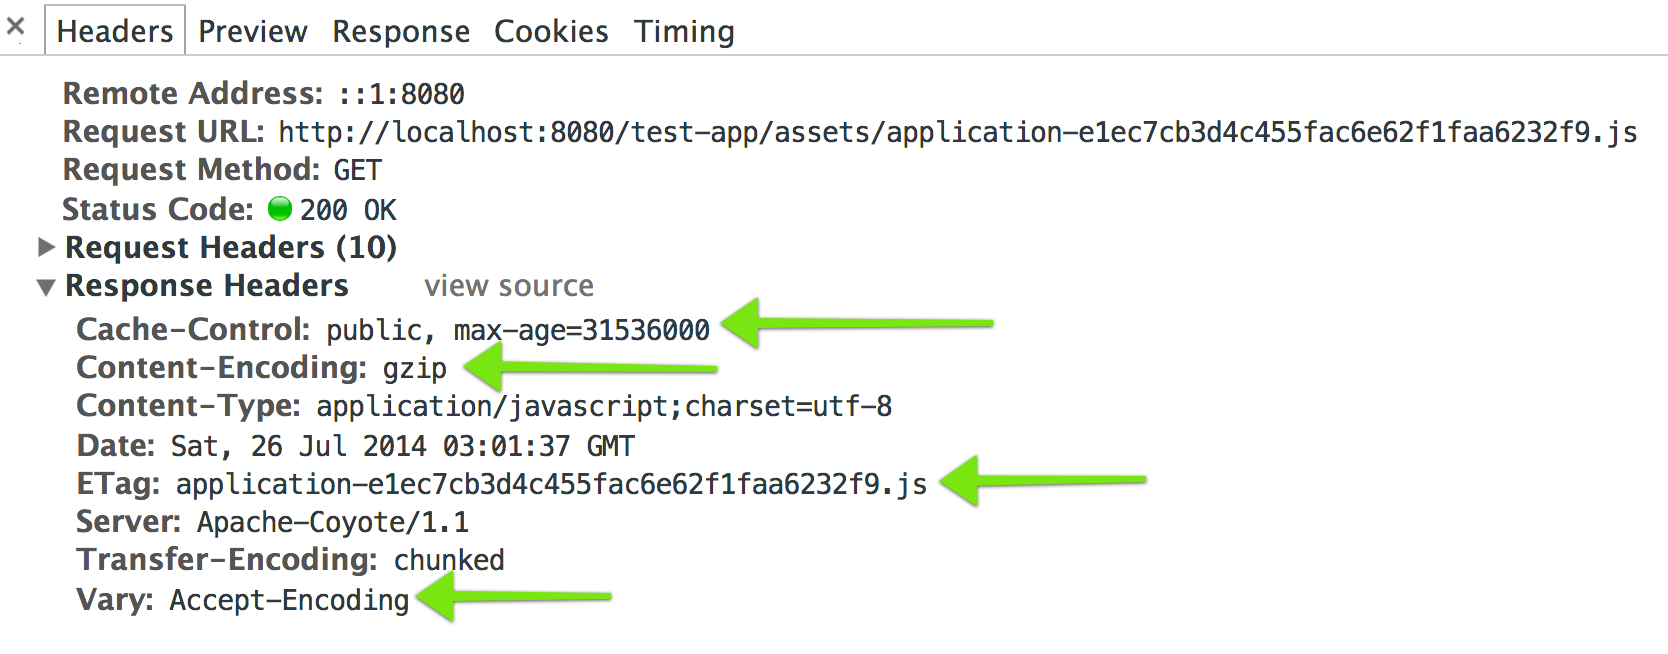 × Headers Preview Response Cookies Timing
Remote Address: ::1:8080
Request URL: http://localhost:8080/test-app/assets/application-e1ec7cb3d4c455fac6e62f1faa6232f9.js
Request Method: GET
Status Code: 200 OK
Request Headers (10)
Response Headers view source
Cache-Control: public, max-age=31536000
Content-Encoding: gzip
Content-Type: application/javascript;charset=utf-8
Date: Sat, 26 Jul 2014 03:01:37 GMT
ETag: application-e1ec7cb3d4c455fac6e62f1faa6232f9.js
Server: Apache-Coyote/1.1
Transfer-Encoding: chunked
Vary: Accept-Encoding